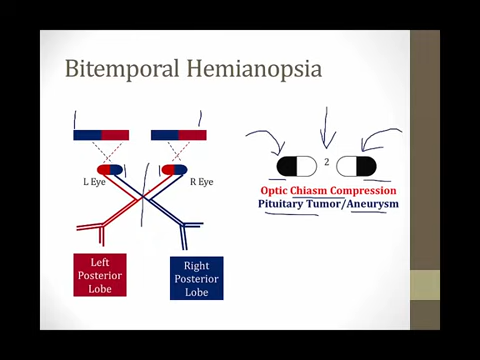 Bitemporal Hemianopsia
L Eye
R Eye
2
Optic Chiasm Compression
Pituitary Tumor/Aneurysm
Left
Posterior
Lobe
Right
Posterior
Lobe